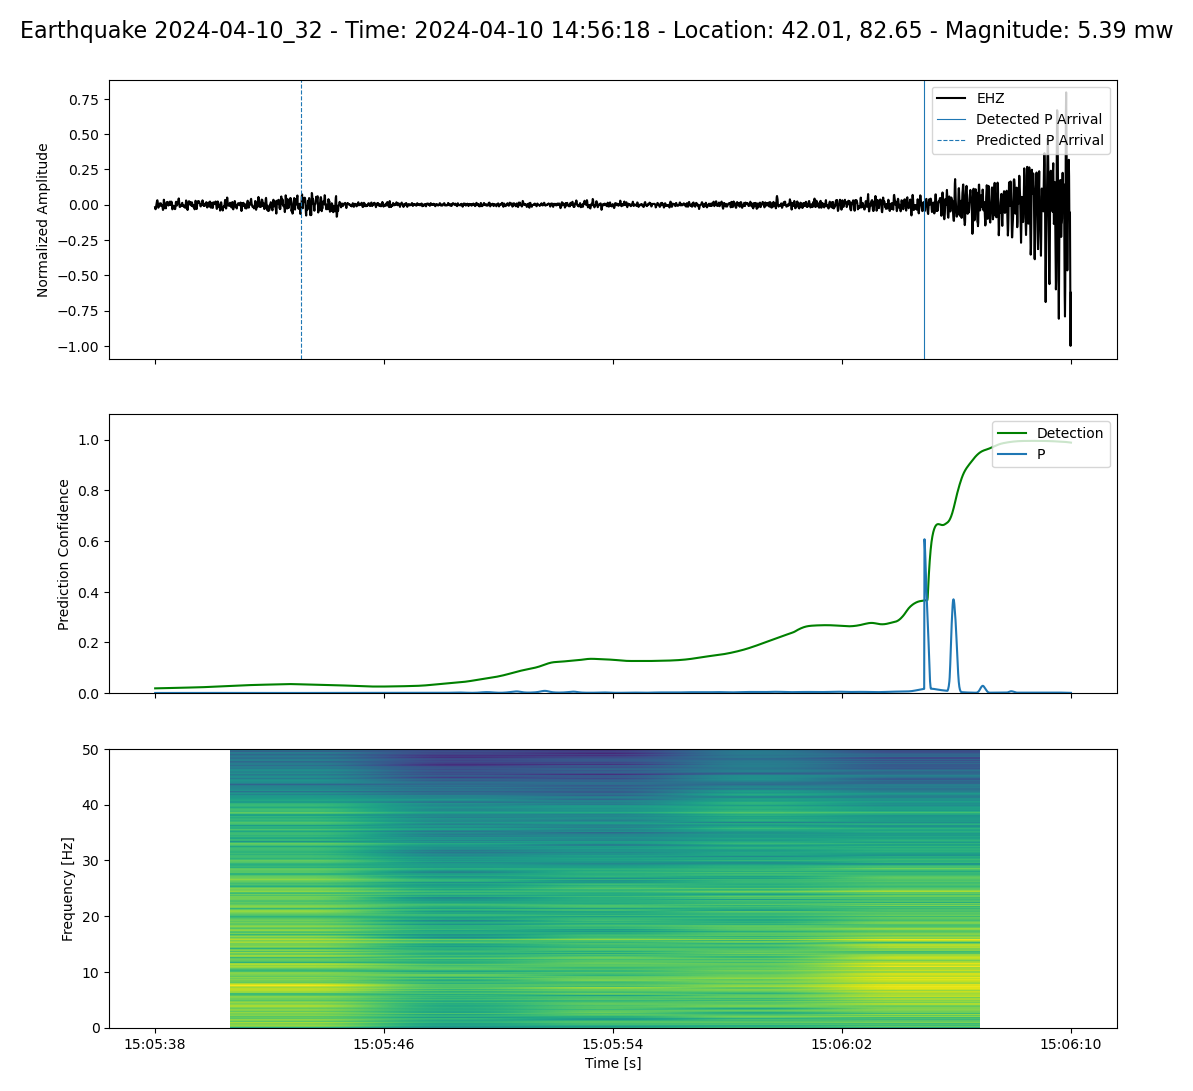 Earthquake 2024-04-10_32 - Time: 2024-04-10 14:56:18 - Location: 42.01, 82.65 - Magnitude: 5.39 mw
Normalized Amplitude
0.75
0.50
0.25
0.00
−0.25
−0.50
−0.75
−1.00
EHZ
Detected P Arrival
Predicted P Arrival
Prediction Confidence
1.0
0.8
0.6
0.4
0.2
0.0
Detection
P
Frequency [Hz]
50
40
30
20
10
0
15:05:38 15:05:46 15:05:54 15:06:02 15:06:10
Time [s]